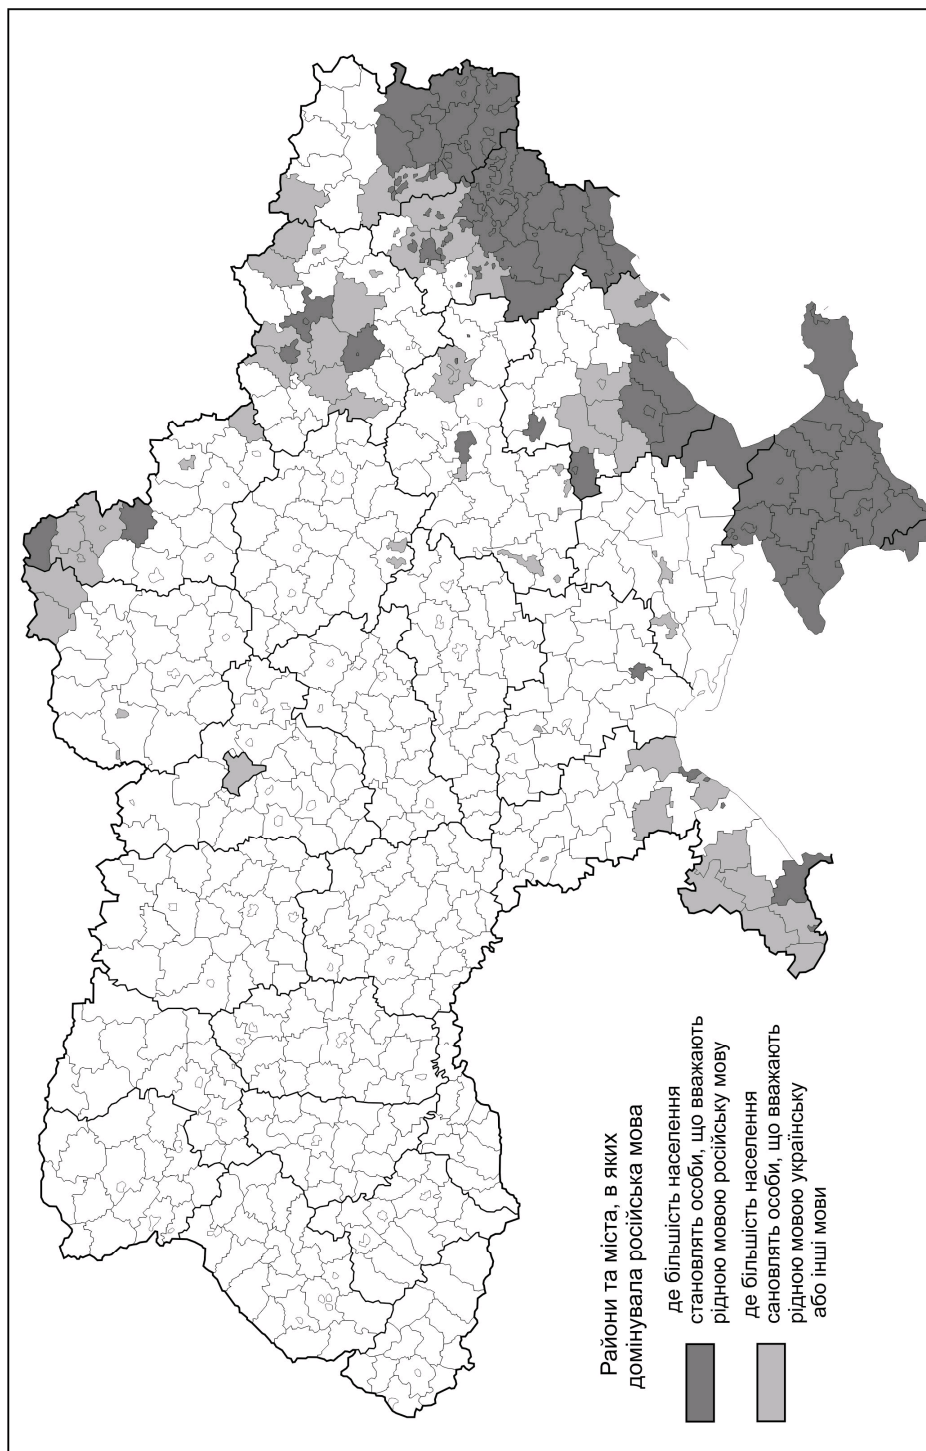 Райони та міста, в яких
домінувала російська мова
де більшість населення
становлять особи, що вважають
рідною мовою російську мову
де більшість населення
сановлять особи, що вважають
рідною мовою українську
або інші мови